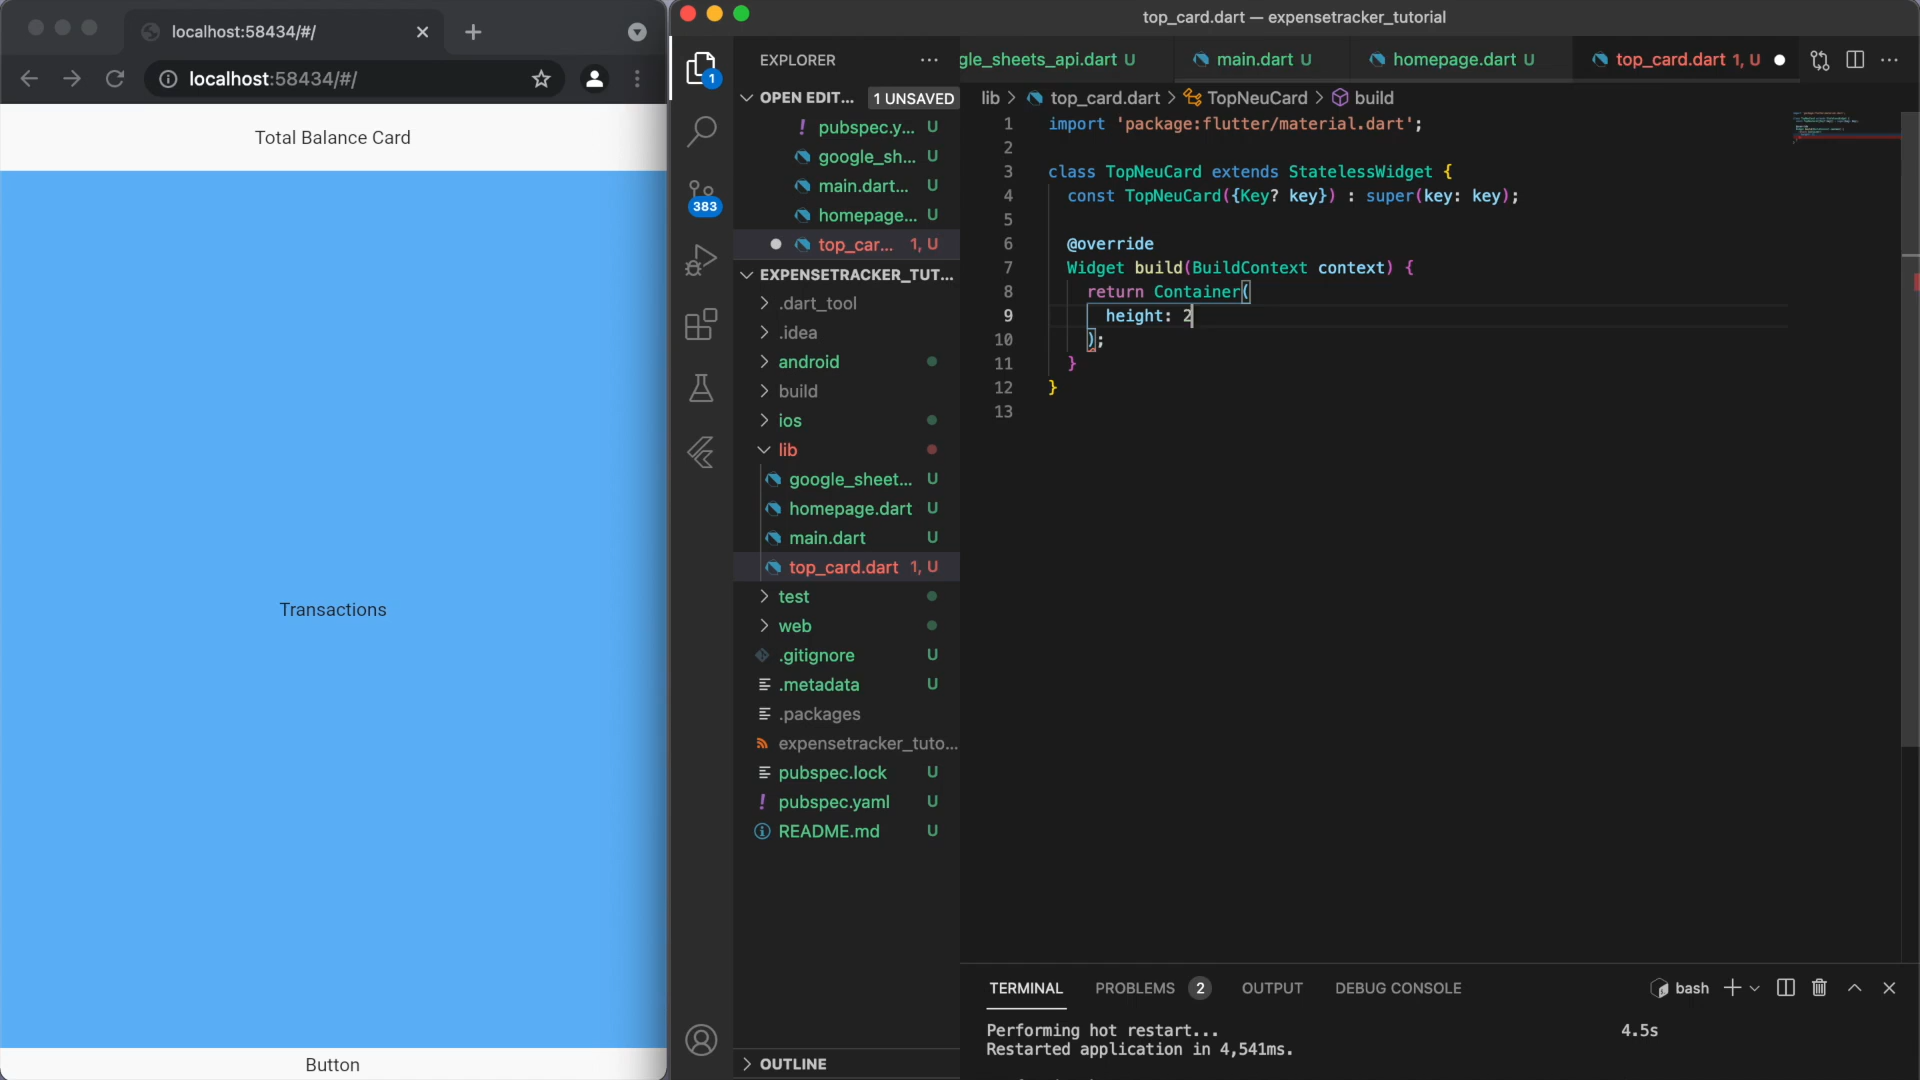 localhost:58434/#/
localhost:58434/#/
Total Balance Card
Transactions
Button
top_card.dart — expensetracker_tutorial
1
383
EXPLORER
OPEN EDIT...
1 UNSAVED
pubspec.y... U
google_sh... U
main.dart... U
homepage... U
top_car... 1, U
EXPENSETRACKER_TUT...
.dart_tool
.idea
android
build
ios
lib
google_sheet... U
homepage.dart U
main.dart U
top_card.dart 1, U
test
web
.gitignore U
.metadata U
.packages
expensetracker_tuto...
pubspec.lock U
pubspec.yaml U
README.md U
OUTLINE
gle_sheets_api.dart U
main.dart U
homepage.dart U
top_card.dart 1, U
lib > top_card.dart > TopNeuCard > build
1 import 'package:flutter/material.dart';
2
3 class TopNeuCard extends StatelessWidget {
4 const TopNeuCard({Key? key}) : super(key: key);
5
6 @override
7 Widget build(BuildContext context) {
8 return Container(
9 height: 2
10 );
11 }
12 }
13
TERMINAL
PROBLEMS 2
OUTPUT
DEBUG CONSOLE
bash
Performing hot restart... 4.5s
Restarted application in 4,541ms.